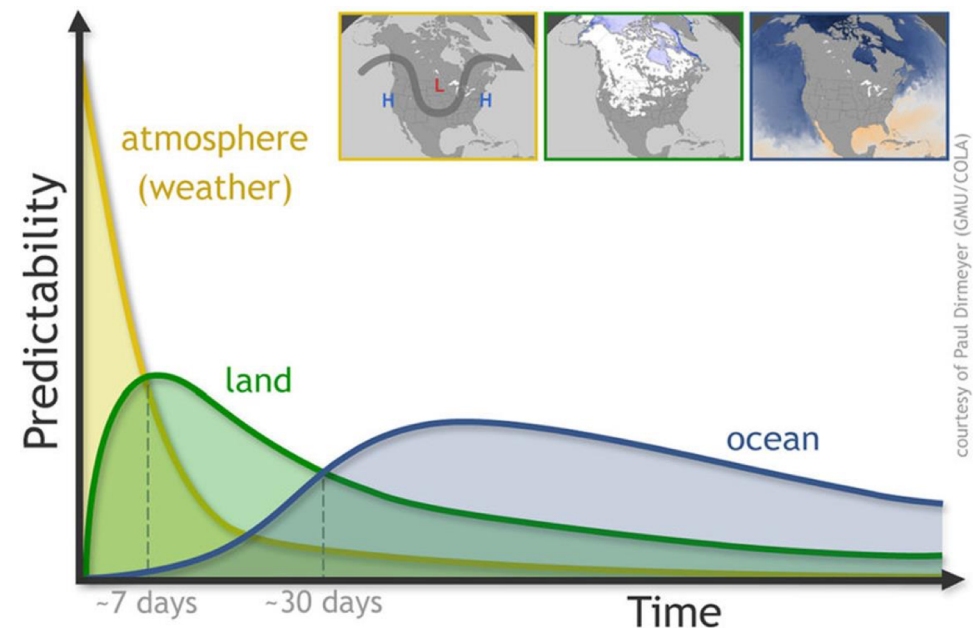 atmosphere
(weather)
H
L
H
land
ocean
Predictability
~7 days
~30 days
Time
courtesy of Paul Dirmeyer (GMU/COLA)